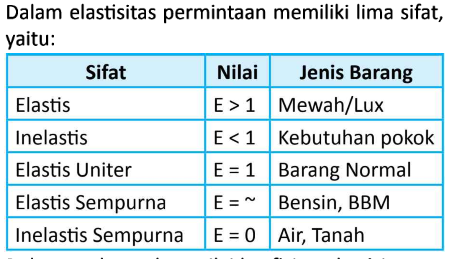 Dalam elastisitas permintaan memiliki lima sifat,
yaitu:
Sifat Nilai Jenis Barang
Elastis E > 1 Mewah/Lux
Inelastis E < 1 Kebutuhan pokok
Elastis Uniter E = 1 Barang Normal
Elastis Sempurna E = ~ Bensin, BBM
Inelastis Sempurna E = 0 Air, Tanah